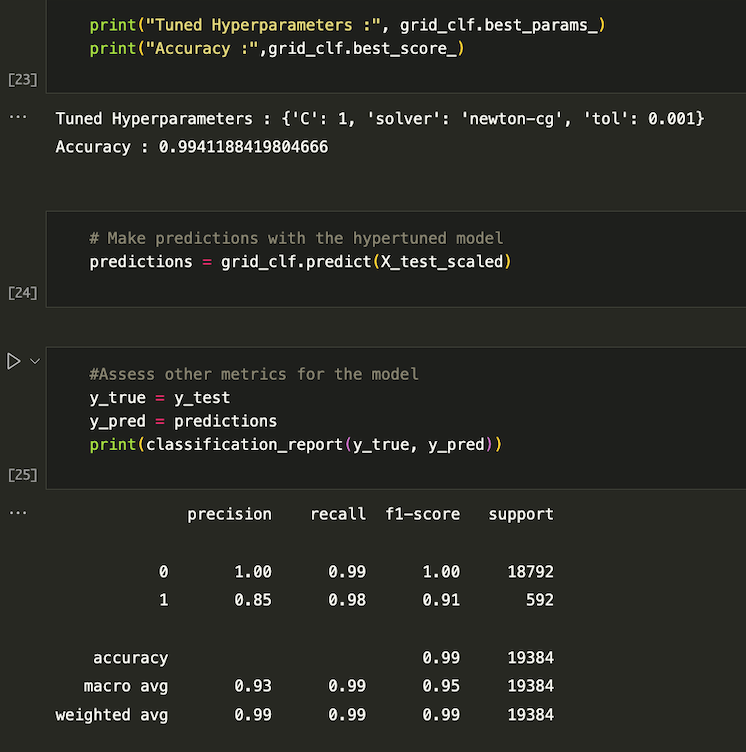 print("Tuned Hyperparameters :", grid_clf.best_params_)
print("Accuracy :",grid_clf.best_score_)
[23]
... Tuned Hyperparameters : {'C': 1, 'solver': 'newton-cg', 'tol': 0.001}
Accuracy : 0.9941188419804666
# Make predictions with the hypertuned model
predictions = grid_clf.predict(X_test_scaled)
[24]
#Assess other metrics for the model
y_true = y_test
y_pred = predictions
print(classification_report(y_true, y_pred))
[25]
... precision recall f1-score support
0 1.00 0.99 1.00 18792
1 0.85 0.98 0.91 592
accuracy 0.99 19384
macro avg 0.93 0.99 0.95 19384
weighted avg 0.99 0.99 0.99 19384